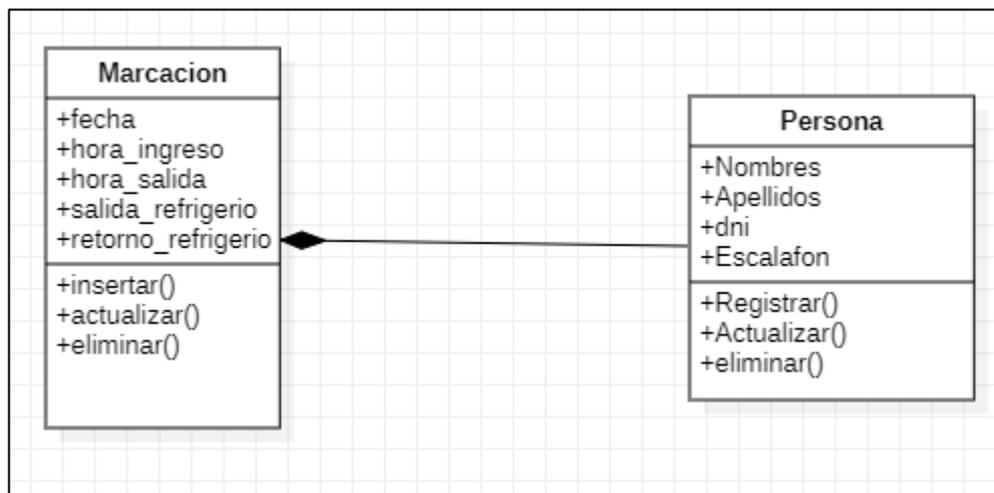 Marcacion
+fecha
+hora_ingreso
+hora_salida
+salida_refrigerio
+retorno_refrigerio
+insertar()
+actualizar()
+eliminar()
Persona
+Nombres
+Apellidos
+dni
+Escalafon
+Registrar()
+Actualizar()
+eliminar()